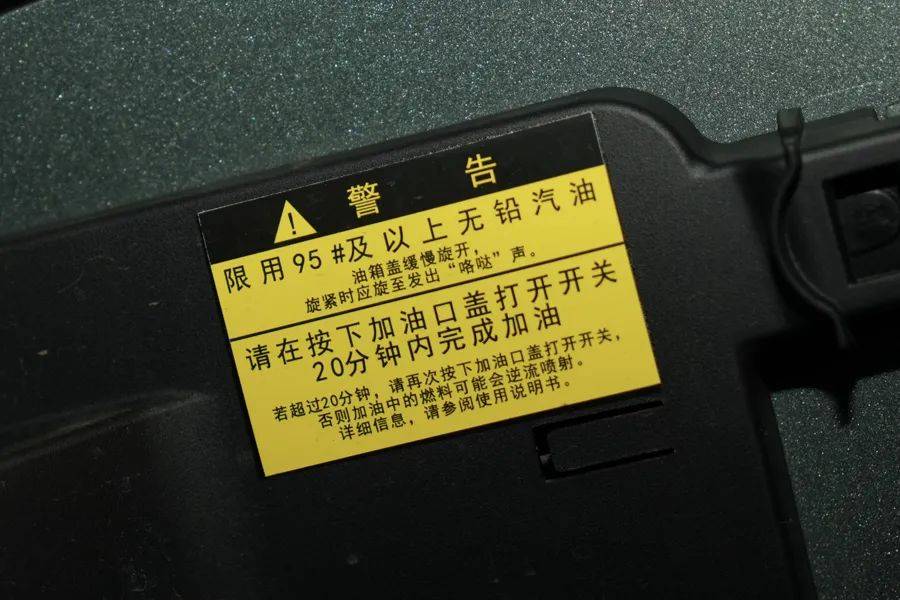 警告
限用95#及以上无铅汽油
油箱盖缓慢旋开，
旋紧时应旋至发出“咯哒”声。
请在按下加油口盖打开开关
20分钟内完成加油
若超过20分钟，请再次按下加油口盖打开开关，
否则加油中的燃料可能会逆流喷射。
详细信息，请参阅使用说明书。